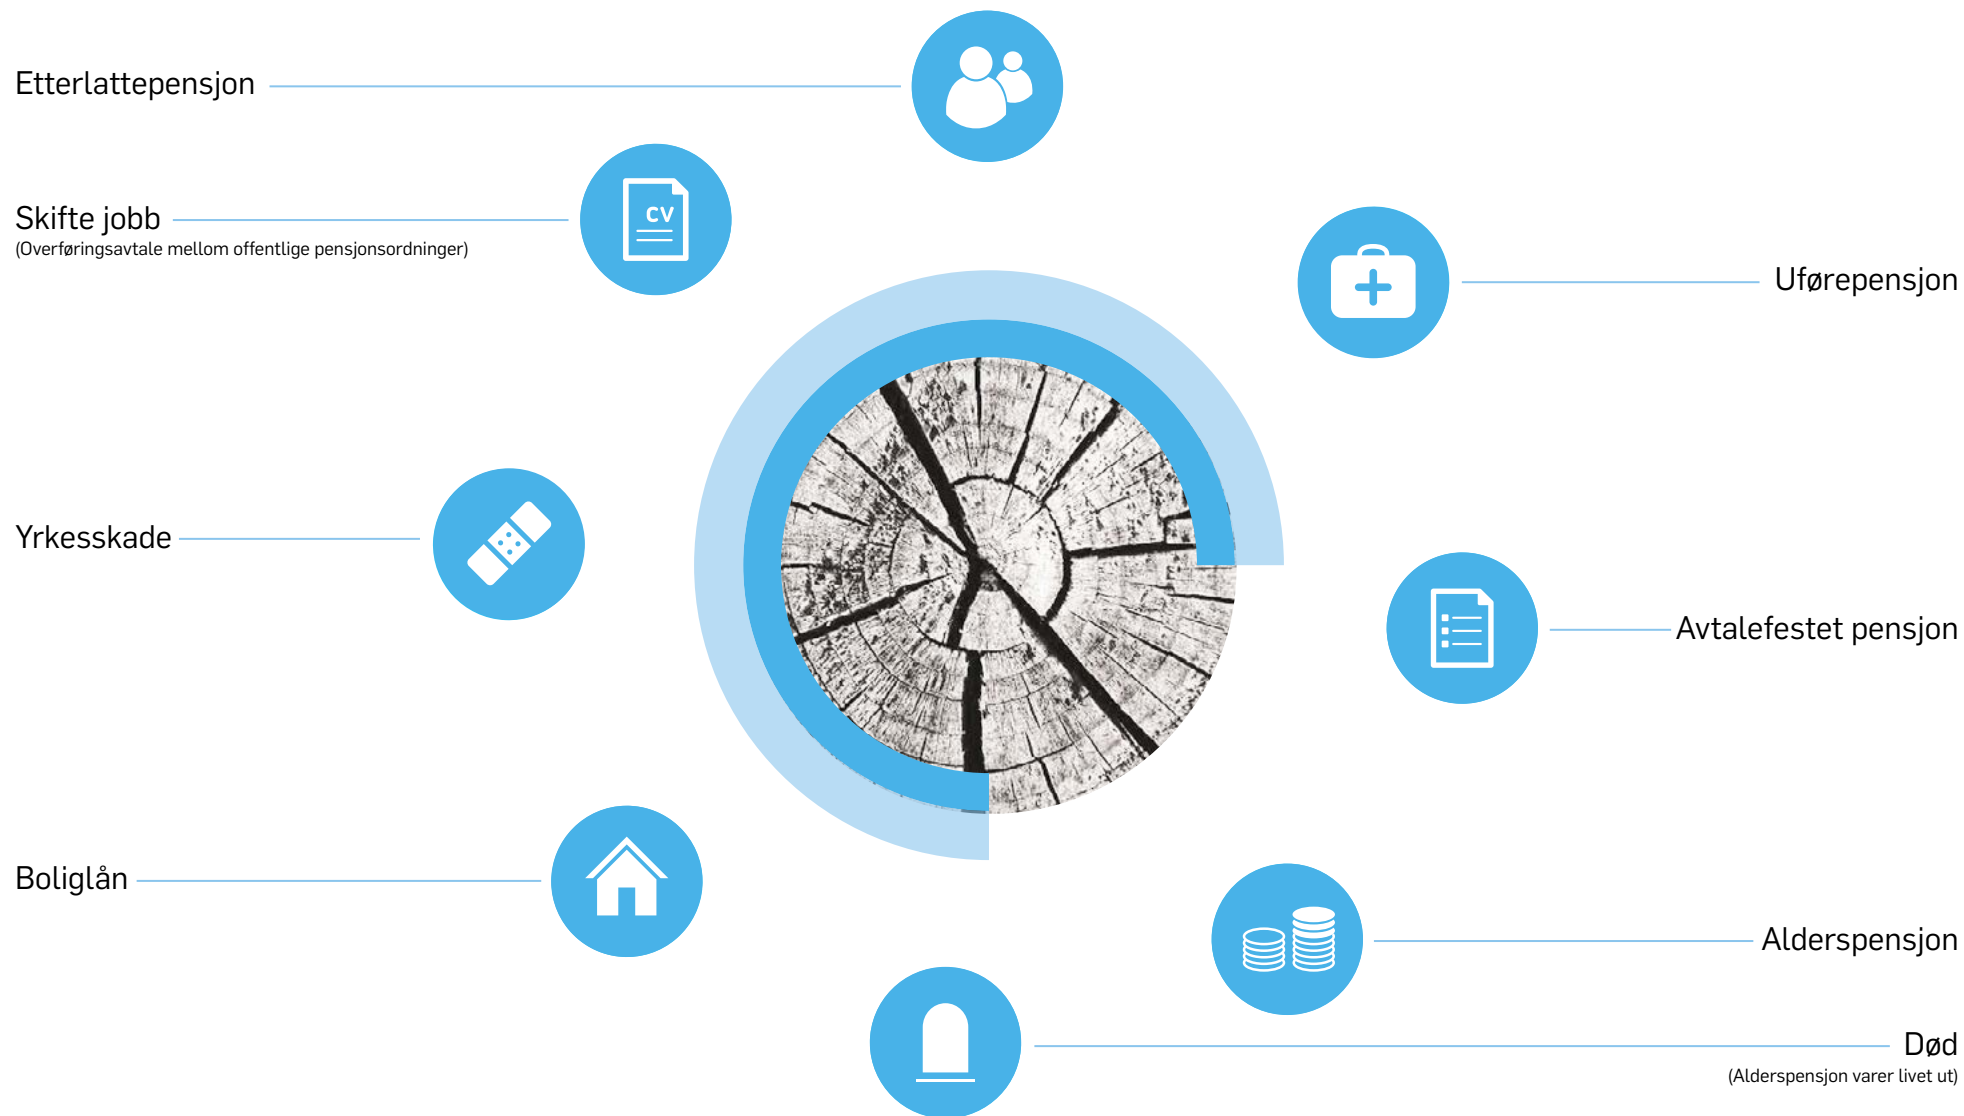 Etterlattepensjon
Skifte jobb
(Overføringsavtale mellom offentlige pensjonsordninger)
CV
Uførepensjon
Yrkesskade
Avtalefestet pensjon
Boliglån
Alderspensjon
Død
(Alderspensjon varer livet ut)